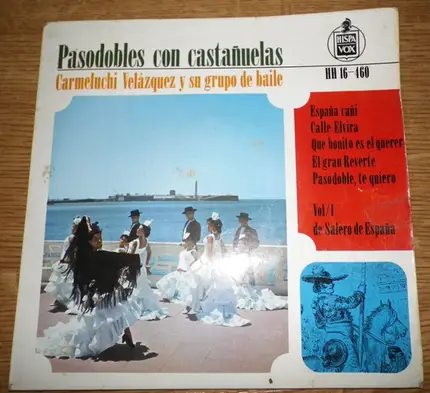 Pasodobles con castañuelas
Carmeluchi Velázquez y su grupo de baile
HISPA
VOX
HH 16-460
España cañi
Calle Elvira
Que bonito es el querer
El gran Reverte
Pasodoble, te quiero
Vol/1
de Salero de España